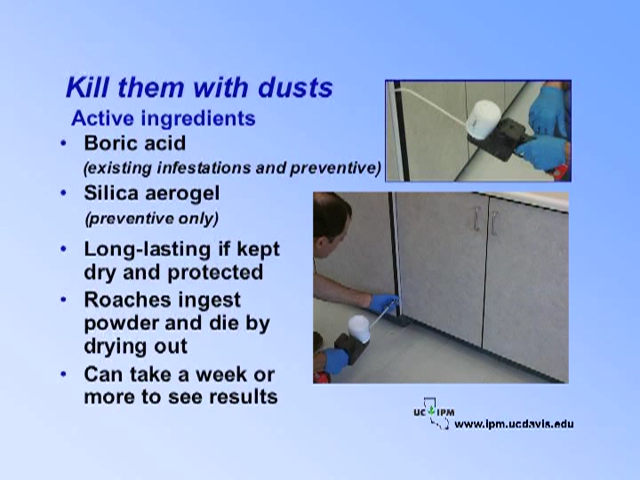 Kill them with dusts
Active ingredients
• Boric acid
(existing infestations and preventive)
• Silica aerogel
(preventive only)
• Long-lasting if kept
dry and protected
• Roaches ingest
powder and die by
drying out
• Can take a week or
more to see results
UC IPM
www.ipm.ucdavis.edu